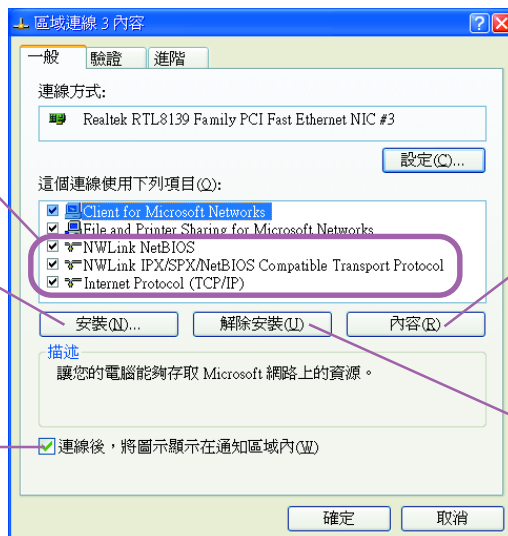 區域連線 3 內容
一般 驗證 進階
連線方式:
Realtek RTL8139 Family PCI Fast Ethernet NIC #3
設定(C)...
這個連線使用下列項目(O):
Client for Microsoft Networks
File and Printer Sharing for Microsoft Networks
NWLink NetBIOS
NWLink IPX/SPX/NetBIOS Compatible Transport Protocol
Internet Protocol (TCP/IP)
安裝(N)... 解除安裝(U) 內容(R)
描述
讓您的電腦能夠存取 Microsoft 網路上的資源。
連線後，將圖示顯示在通知區域內(W)
確定 取消